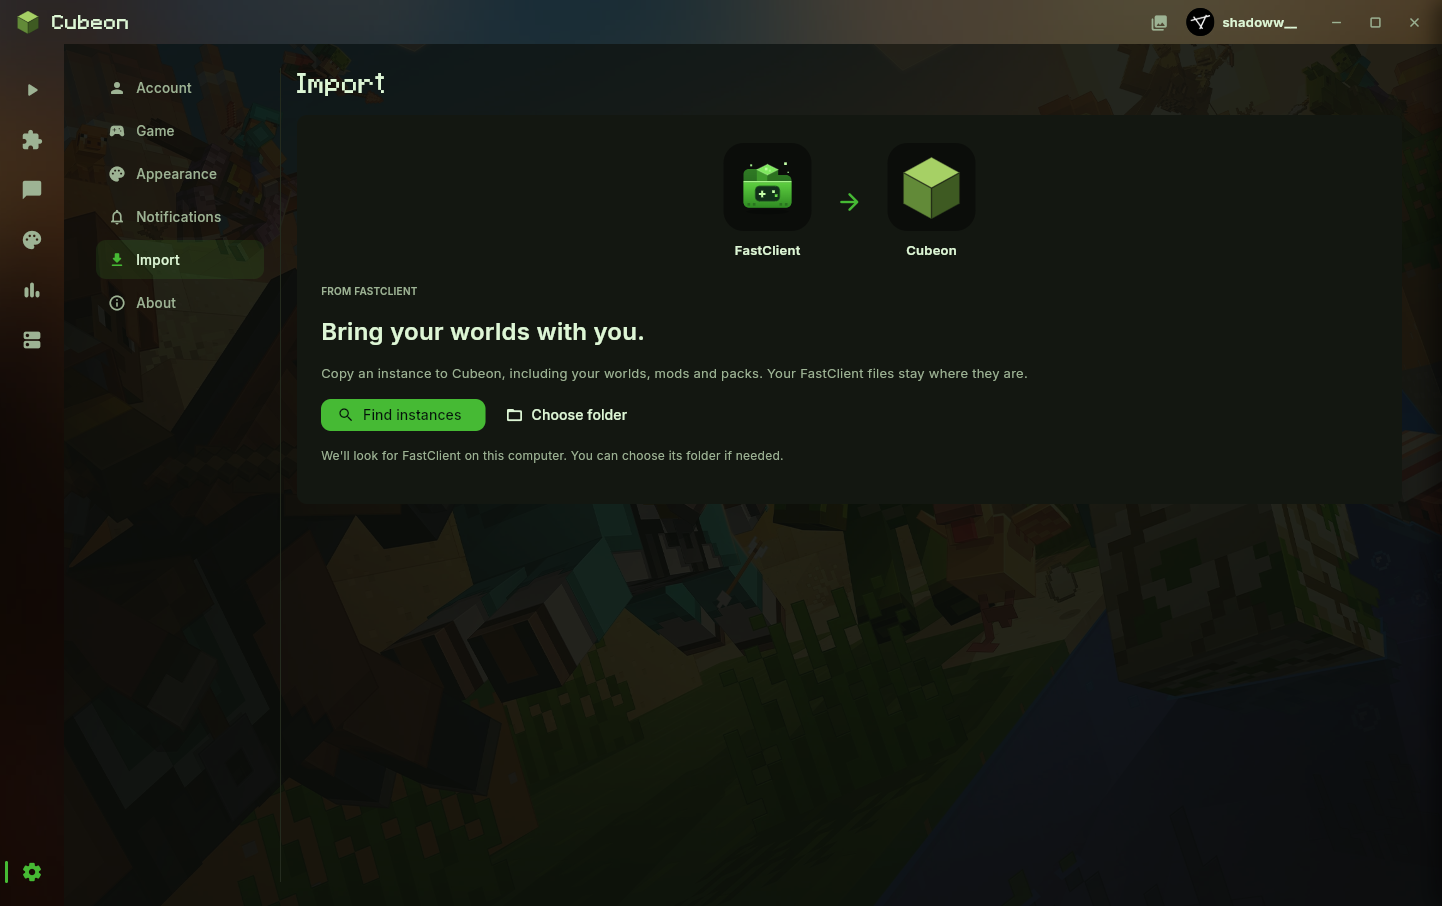 Cubeon
shadoww__
Account
Game
Appearance
Notifications
Import
About
Import
FastClient
Cubeon
FROM FASTCLIENT
Bring your worlds with you.
Copy an instance to Cubeon, including your worlds, mods and packs. Your FastClient files stay where they are.
Find instances
Choose folder
We'll look for FastClient on this computer. You can choose its folder if needed.